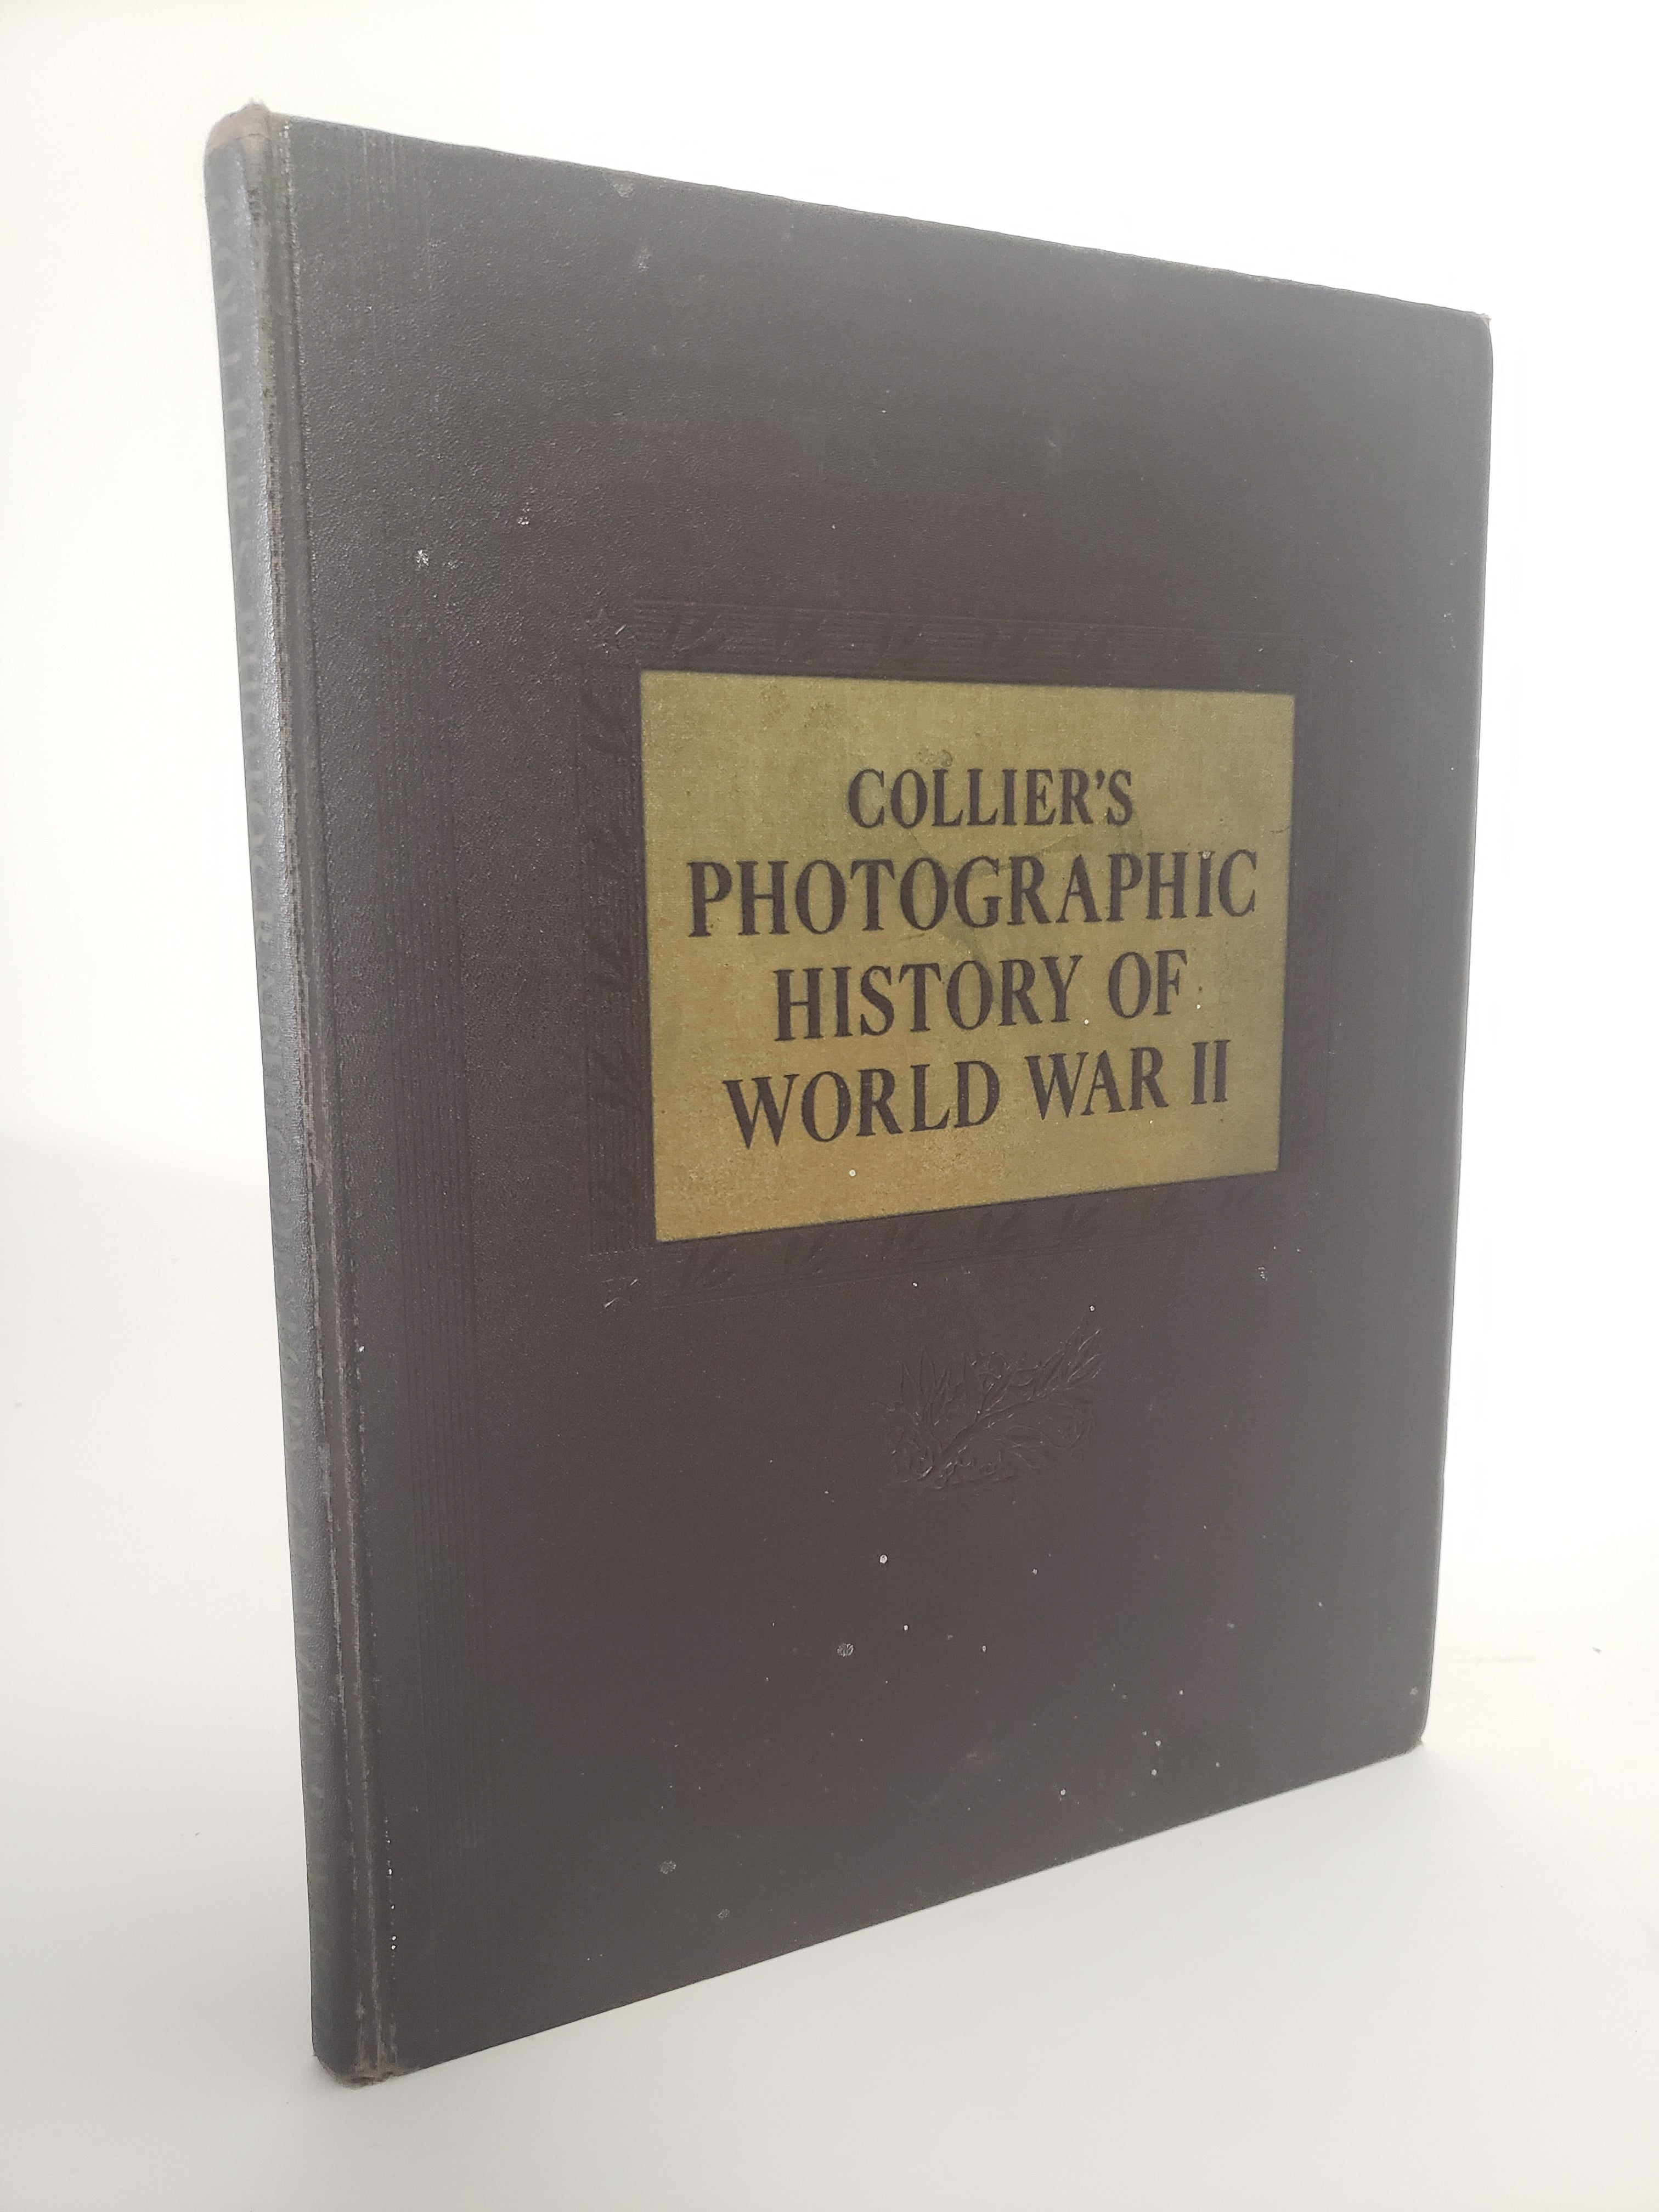 COLLIER'S
PHOTOGRAPHIC
HISTORY OF
WORLD WAR II